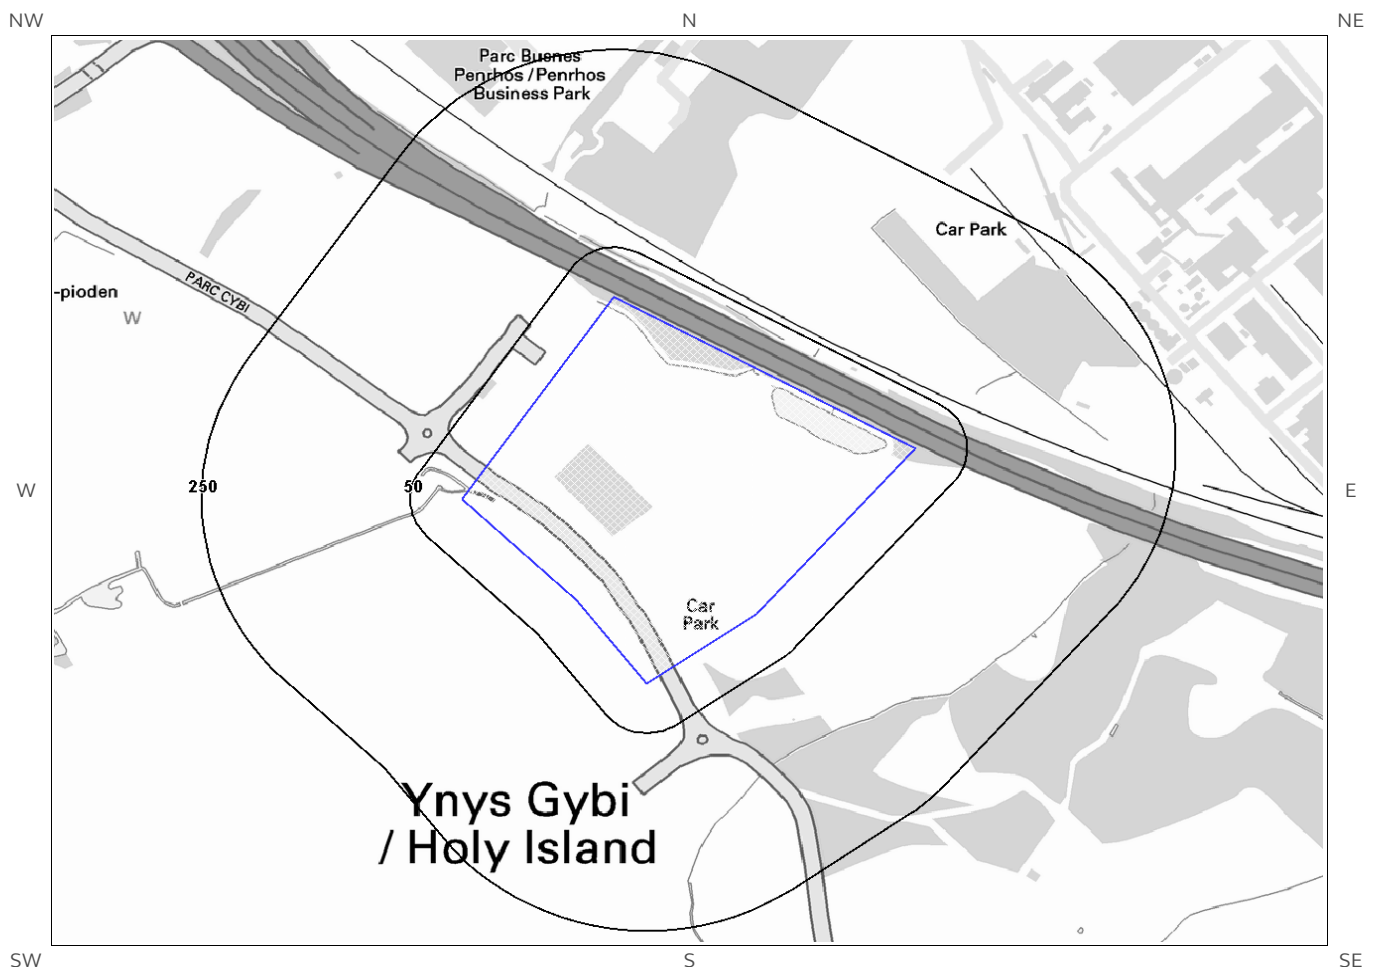 NW
N
NE
Parc Busnes
Penrhos / Penrhos
Business Park
Car Park
PARC CYBI
-pioden
W
W
250
50
E
Car
Park
Ynys Gybi
/ Holy Island
SW
S
SE